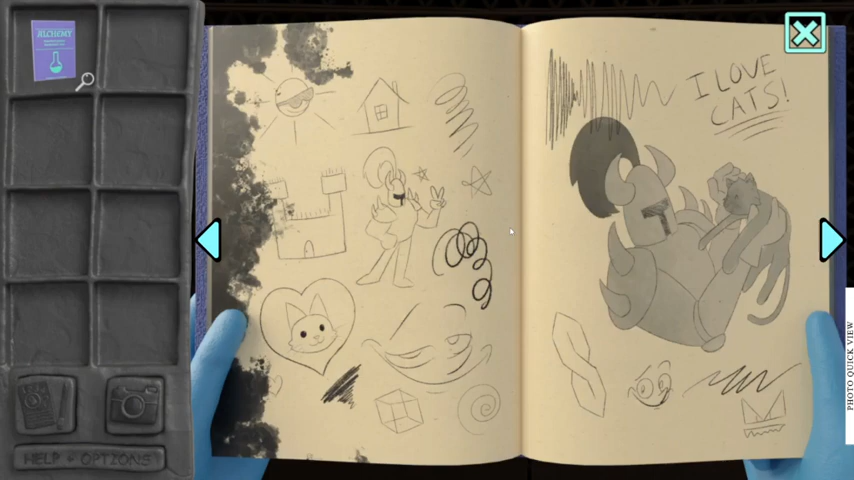 ALCHEMY
I LOVE
CATS!
HELP + OPTIONS
PHOTO QUICK VIEW